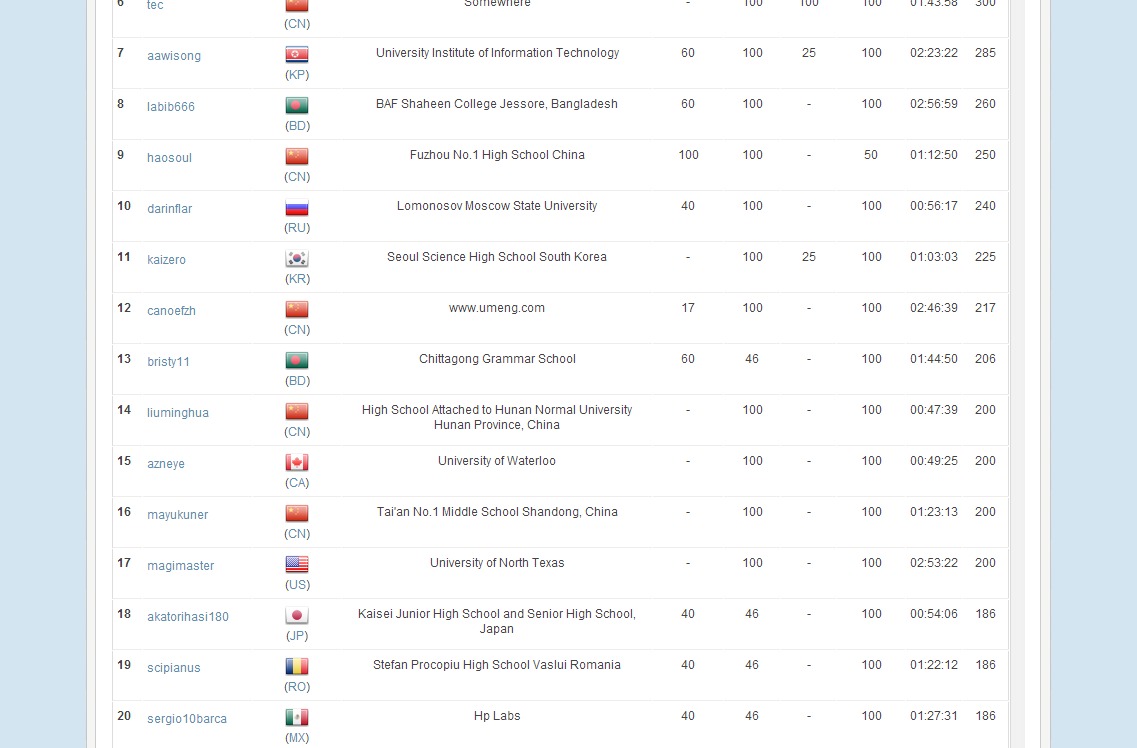 6 tec Somewhere - 100 100 100 01:43:58 300
(CN)
7 aawisong University Institute of Information Technology 60 100 25 100 02:23:22 285
(KP)
8 labib666 BAF Shaheen College Jessore, Bangladesh 60 100 - 100 02:56:59 260
(BD)
9 haosoul Fuzhou No.1 High School China 100 100 - 50 01:12:50 250
(CN)
10 darinflar Lomonosov Moscow State University 40 100 - 100 00:56:17 240
(RU)
11 kaizero Seoul Science High School South Korea - 100 25 100 01:03:03 225
(KR)
12 canoefzh www.umeng.com 17 100 - 100 02:46:39 217
(CN)
13 bristy11 Chittagong Grammar School 60 46 - 100 01:44:50 206
(BD)
14 liuminghua High School Attached to Hunan Normal University - 100 - 100 00:47:39 200
Hunan Province, China
(CN)
15 azneye University of Waterloo - 100 - 100 00:49:25 200
(CA)
16 mayukuner Tai'an No.1 Middle School Shandong, China - 100 - 100 01:23:13 200
(CN)
17 magimaster University of North Texas - 100 - 100 02:53:22 200
(US)
18 akatorihasi180 Kaisei Junior High School and Senior High School, 40 46 - 100 00:54:06 186
Japan
(JP)
19 scipianus Stefan Procopiu High School Vaslui Romania 40 46 - 100 01:22:12 186
(RO)
20 sergio10barca Hp Labs 40 46 - 100 01:27:31 186
(MX)